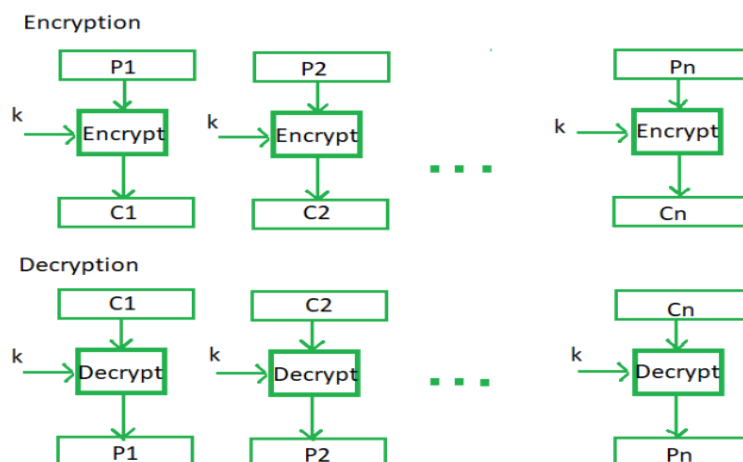 Encryption
P1 P2 Pn
k Encrypt k Encrypt k Encrypt
C1 C2 Cn
Decryption
C1 C2 Cn
k Decrypt k Decrypt k Decrypt
P1 P2 Pn